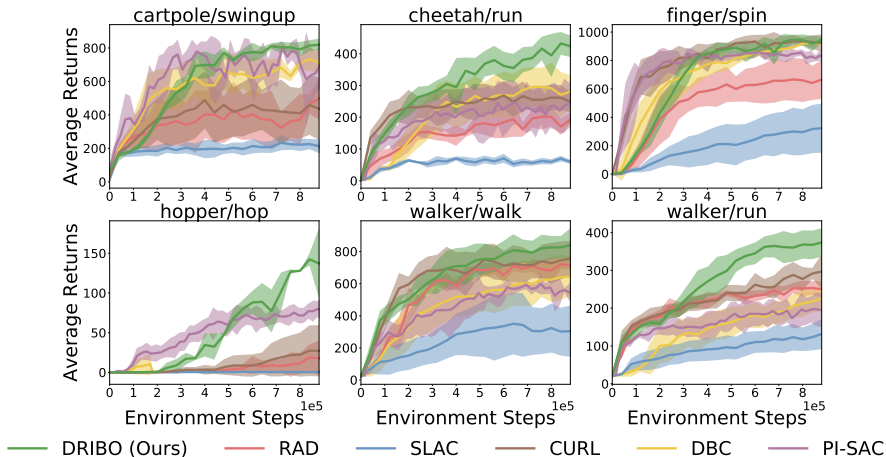 cartpole/swingup cheetah/run finger/spin
Average Returns
800
600
400
200
0
0 1 2 3 4 5 6 7 8
400
300
200
100
0
0 1 2 3 4 5 6 7 8
1000
800
600
400
200
0
0 1 2 3 4 5 6 7 8
hopper/hop walker/walk walker/run
Average Returns
150
100
50
0
0 1 2 3 4 5 6 7 8
1e5
Environment Steps
800
600
400
200
0
0 1 2 3 4 5 6 7 8
1e5
Environment Steps
400
300
200
100
0
0 1 2 3 4 5 6 7 8
1e5
Environment Steps
DRIBO (Ours) RAD SLAC CURL DBC PI-SAC